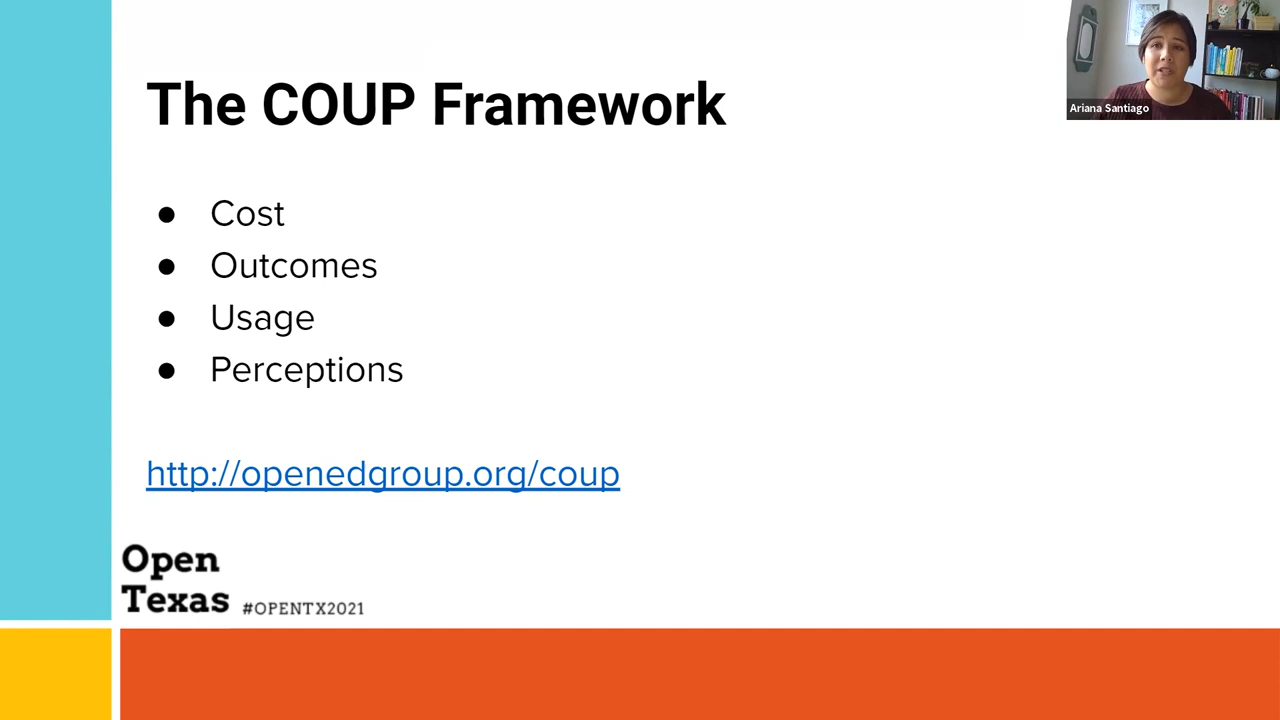 The COUP Framework
Ariana Santiago
● Cost
● Outcomes
● Usage
● Perceptions
http://openedgroup.org/coup
Open
Texas #OPENTX2021